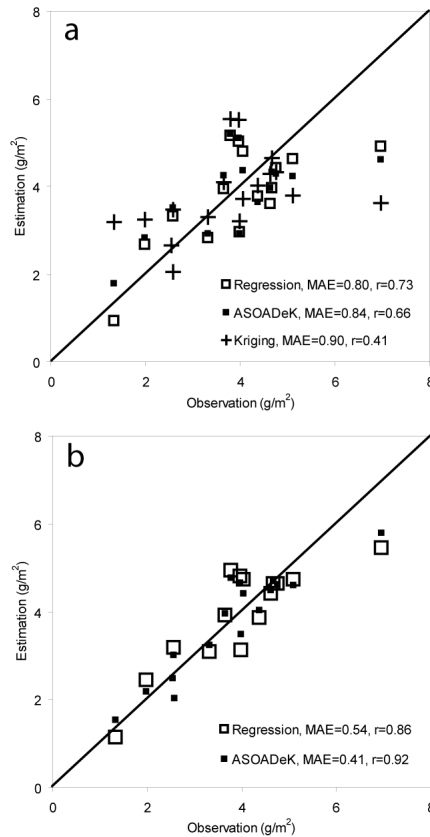 a
8
6
4
2
0
Estimation (g/m²)
Regression, MAE=0.80, r=0.73
ASOADeK, MAE=0.84, r=0.66
Kriging, MAE=0.90, r=0.41
0 2 4 6 8
Observation (g/m²)
b
8
6
4
2
0
Estimation (g/m²)
Regression, MAE=0.54, r=0.86
ASOADeK, MAE=0.41, r=0.92
0 2 4 6 8
Observation (g/m²)